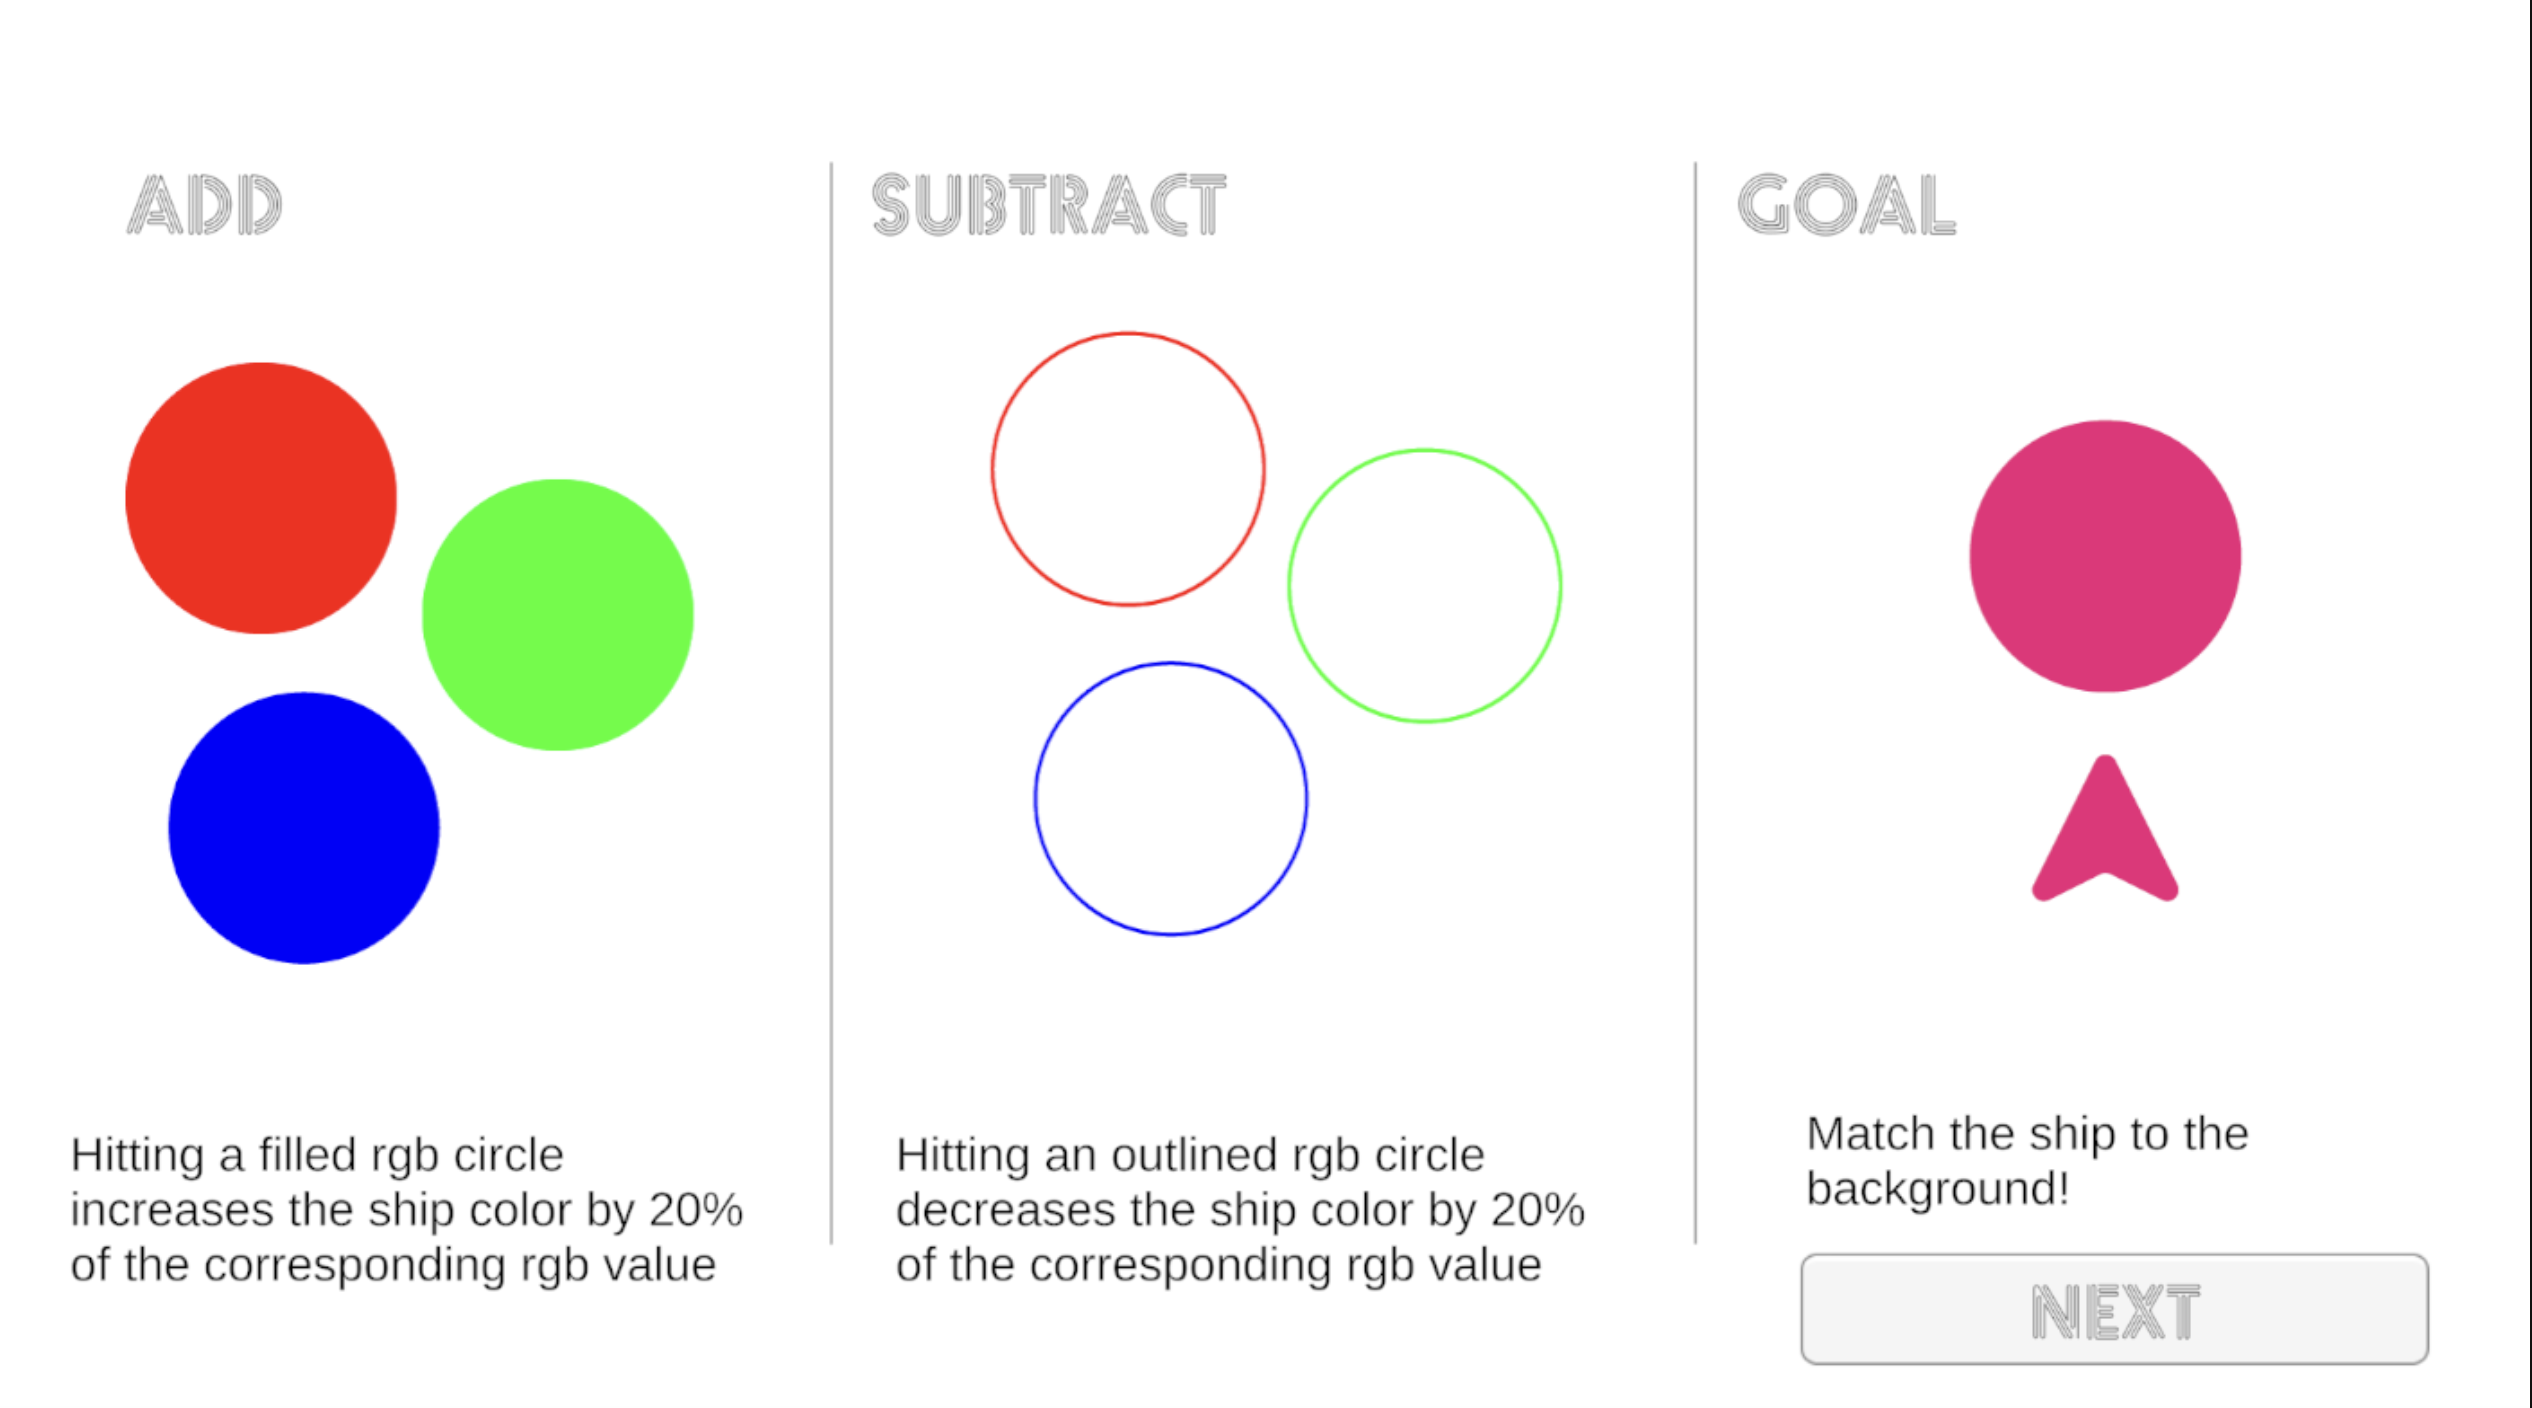 ADD
Hitting a filled rgb circle
increases the ship color by 20%
of the corresponding rgb value
SUBTRACT
Hitting an outlined rgb circle
decreases the ship color by 20%
of the corresponding rgb value
GOAL
Match the ship to the
background!
NEXT